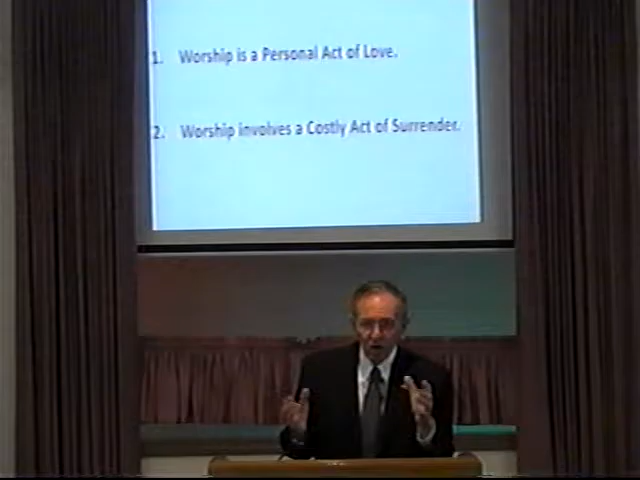 1. Worship is a Personal Act of Love.
2. Worship involves a Costly Act of Surrender.